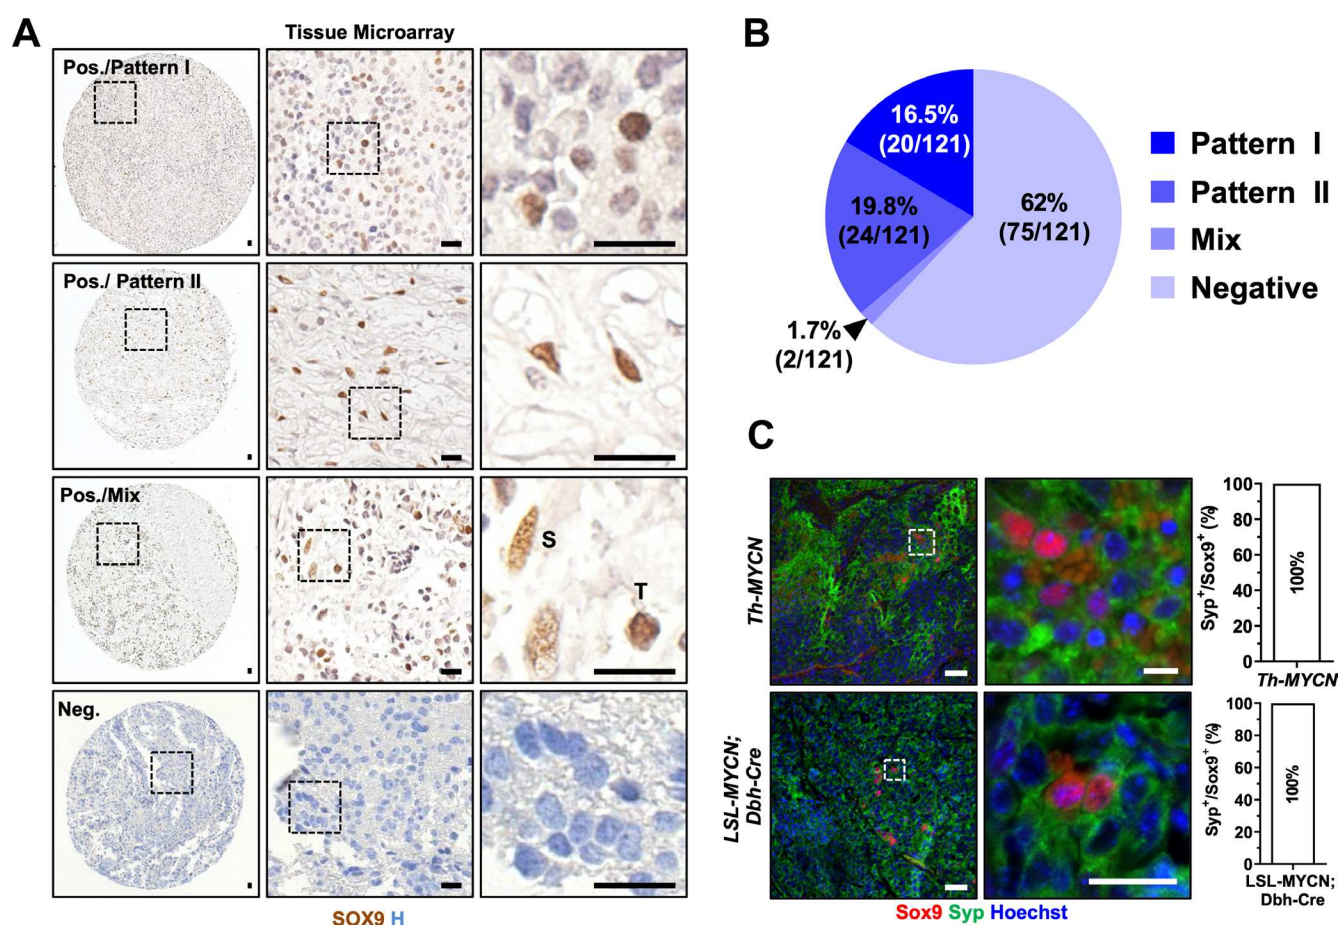 A
Tissue Microarray
Pos./Pattern I
Pos./ Pattern II
Pos./Mix
S
T
Neg.
SOX9 H
B
16.5%
(20/121)
19.8%
(24/121)
62%
(75/121)
1.7%
(2/121)
Pattern I
Pattern II
Mix
Negative
C
Th-MYCN
LSL-MYCN;
Dbh-Cre
Sox9 Syp Hoechst
Syp⁺/Sox9⁺ (%)
100
80
60
40
20
0
100%
Th-MYCN
Syp⁺/Sox9⁺ (%)
100
80
60
40
20
0
100%
LSL-MYCN;
Dbh-Cre